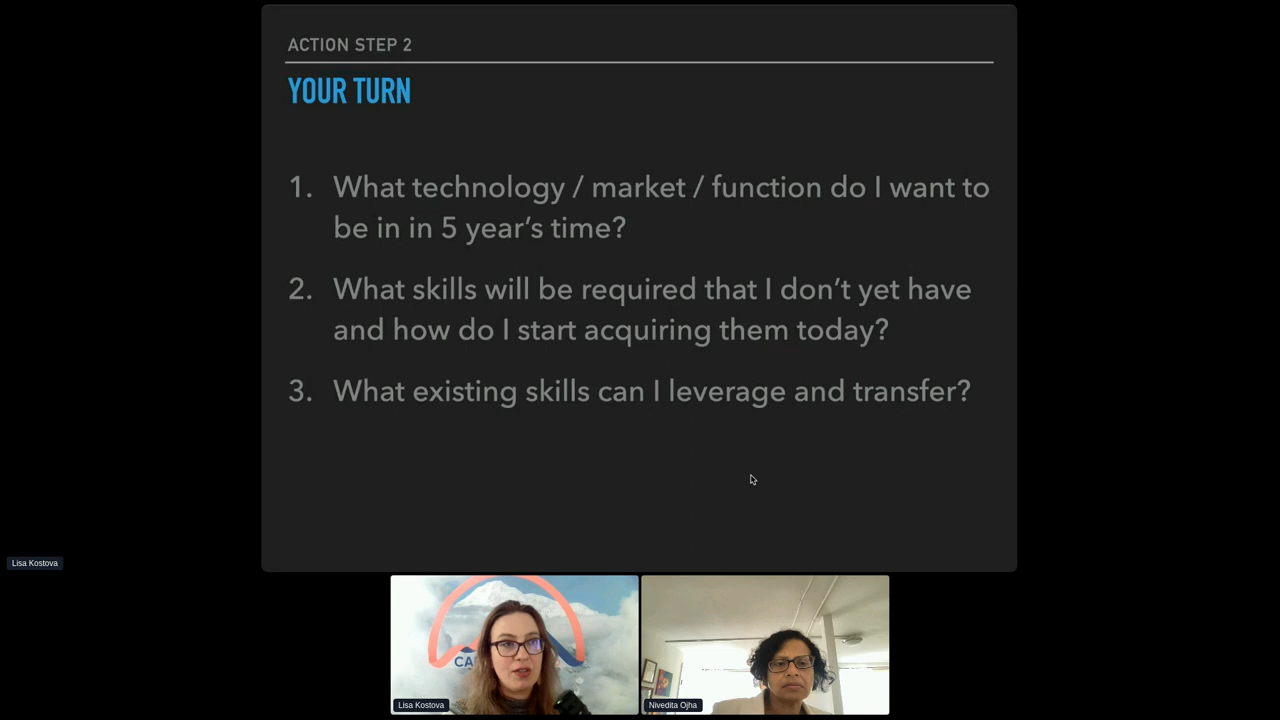 ACTION STEP 2
YOUR TURN
1. What technology / market / function do I want to
be in in 5 year’s time?
2. What skills will be required that I don’t yet have
and how do I start acquiring them today?
3. What existing skills can I leverage and transfer?
Lisa Kostova
CA
Lisa Kostova
Nivedita Ojha